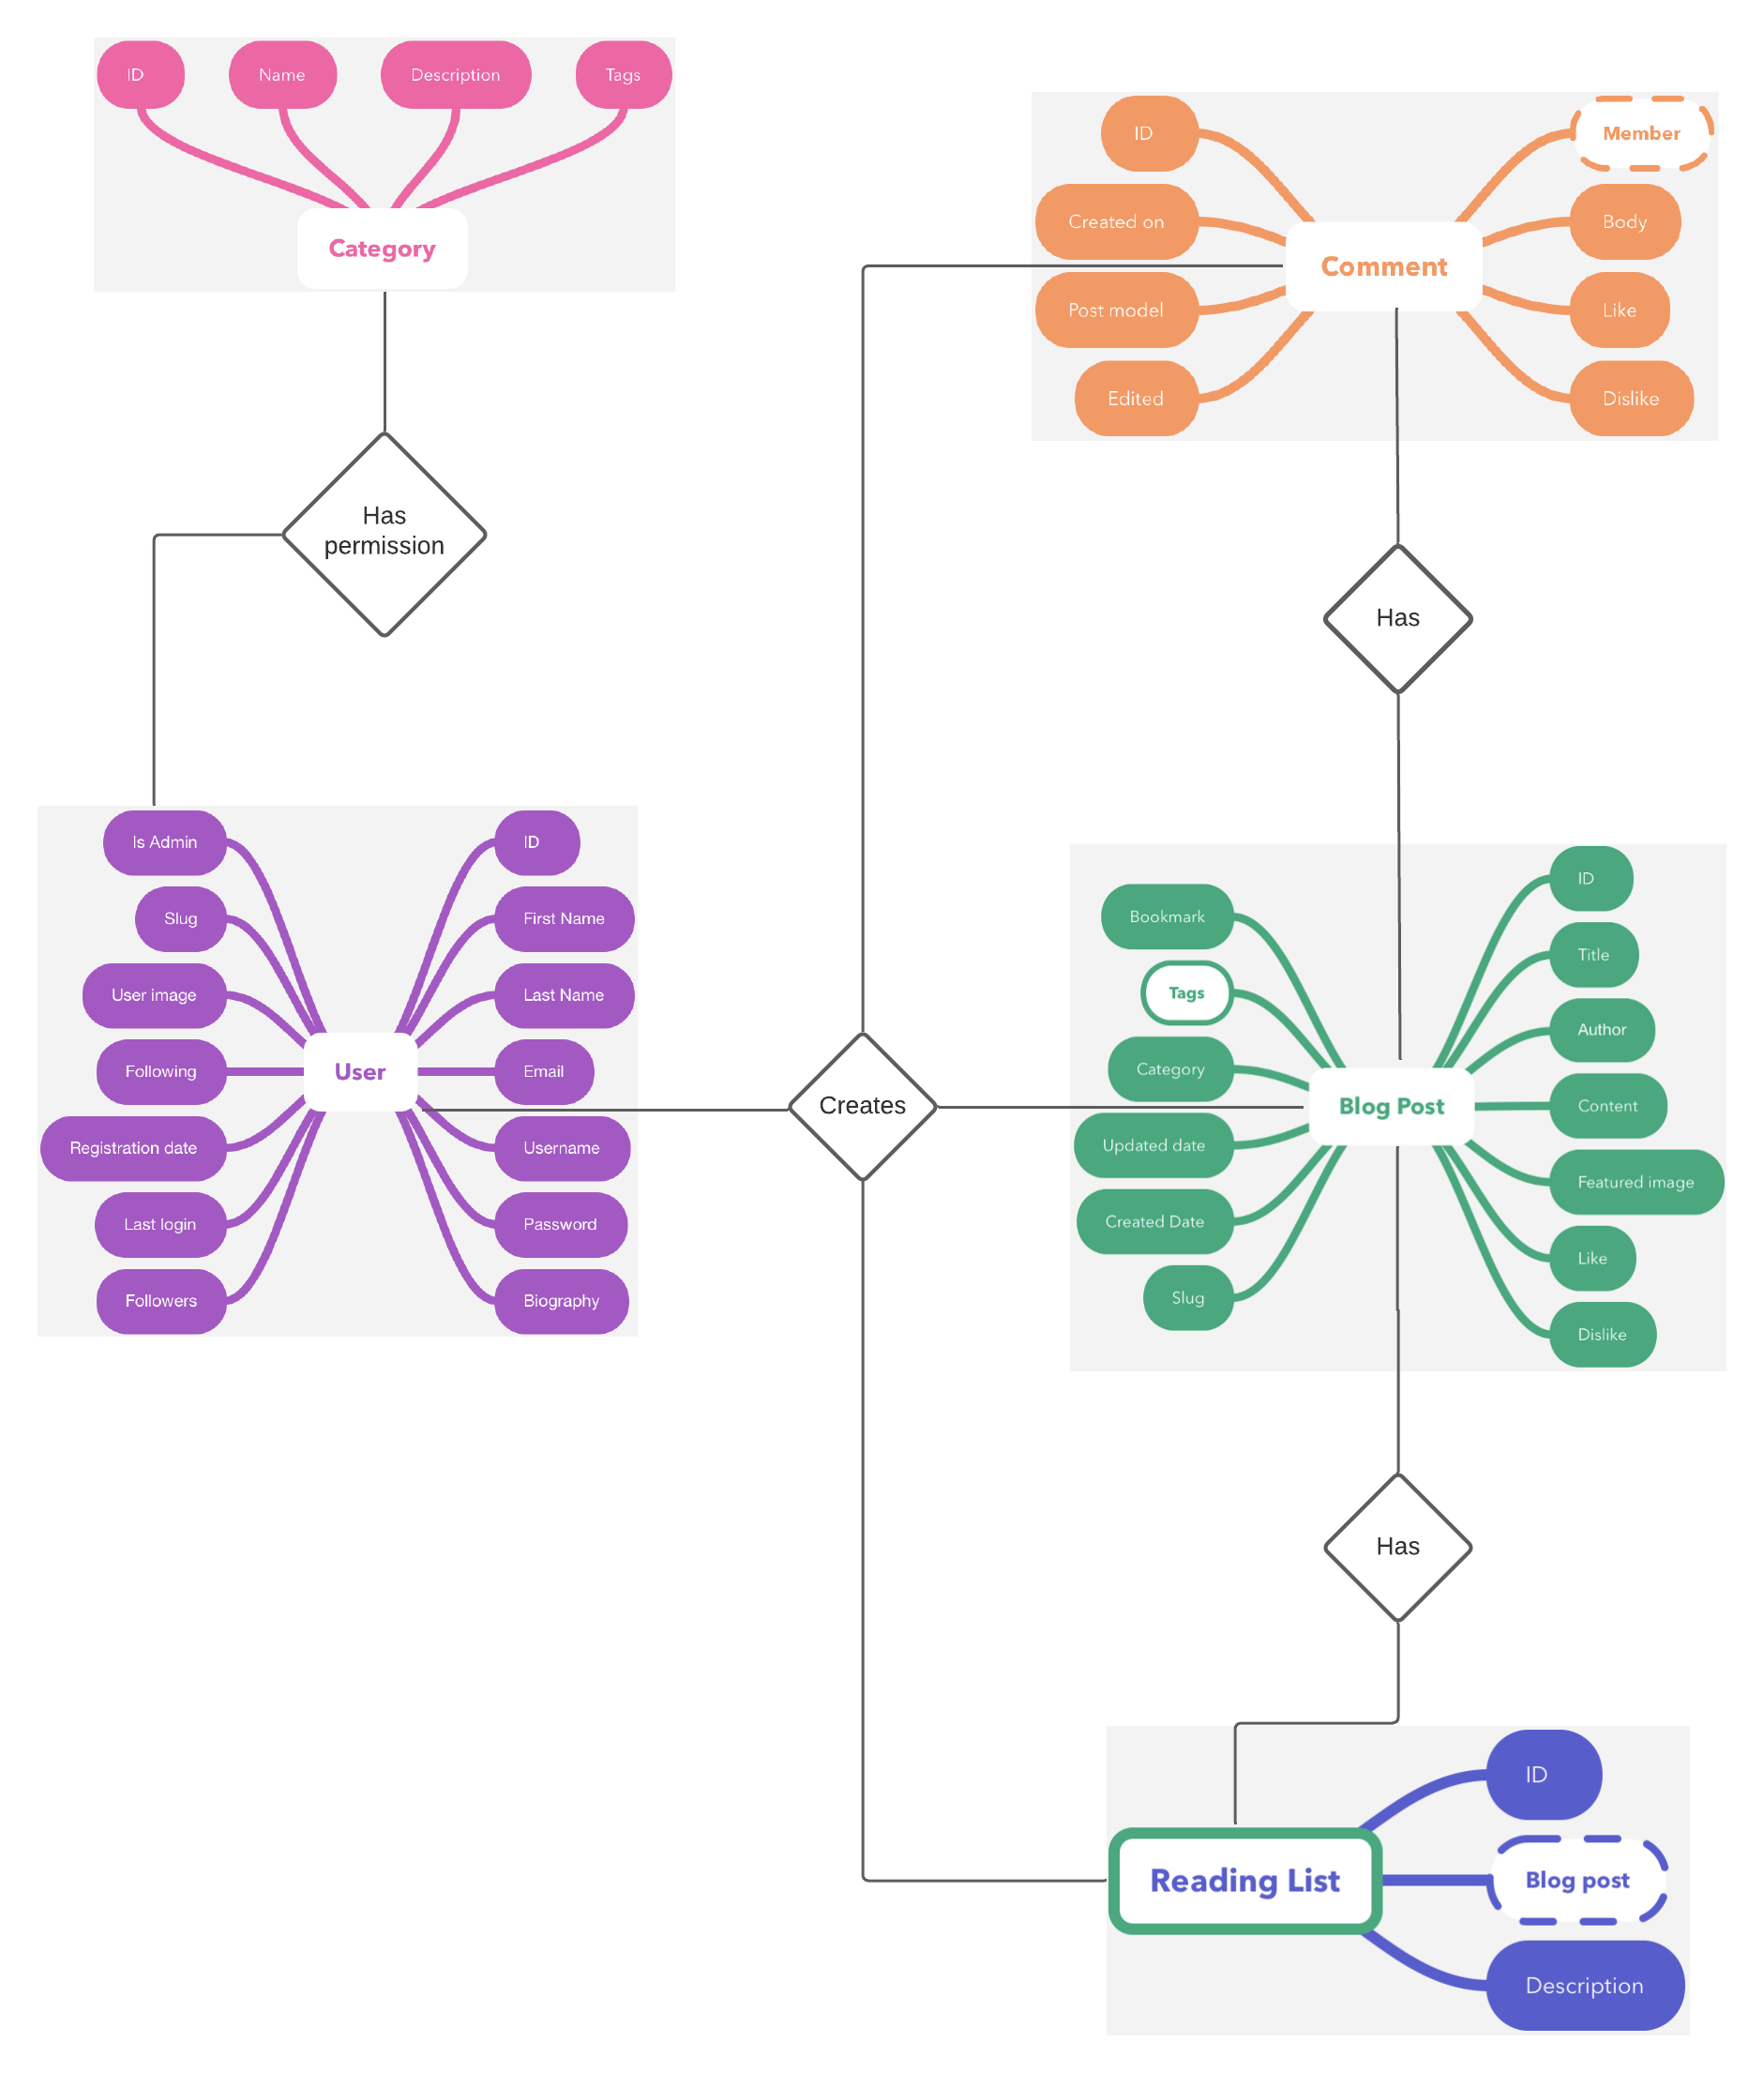 ID
Name
Description
Tags
Category
Has
permission
ID
Created on
Post model
Edited
Comment
Member
Body
Like
Dislike
Has
Is Admin
Slug
User image
Following
Registration date
Last login
Followers
User
ID
First Name
Last Name
Email
Username
Password
Biography
Creates
Bookmark
Tags
Category
Updated date
Created Date
Slug
Blog Post
ID
Title
Author
Content
Featured image
Like
Dislike
Has
Reading List
ID
Blog post
Description